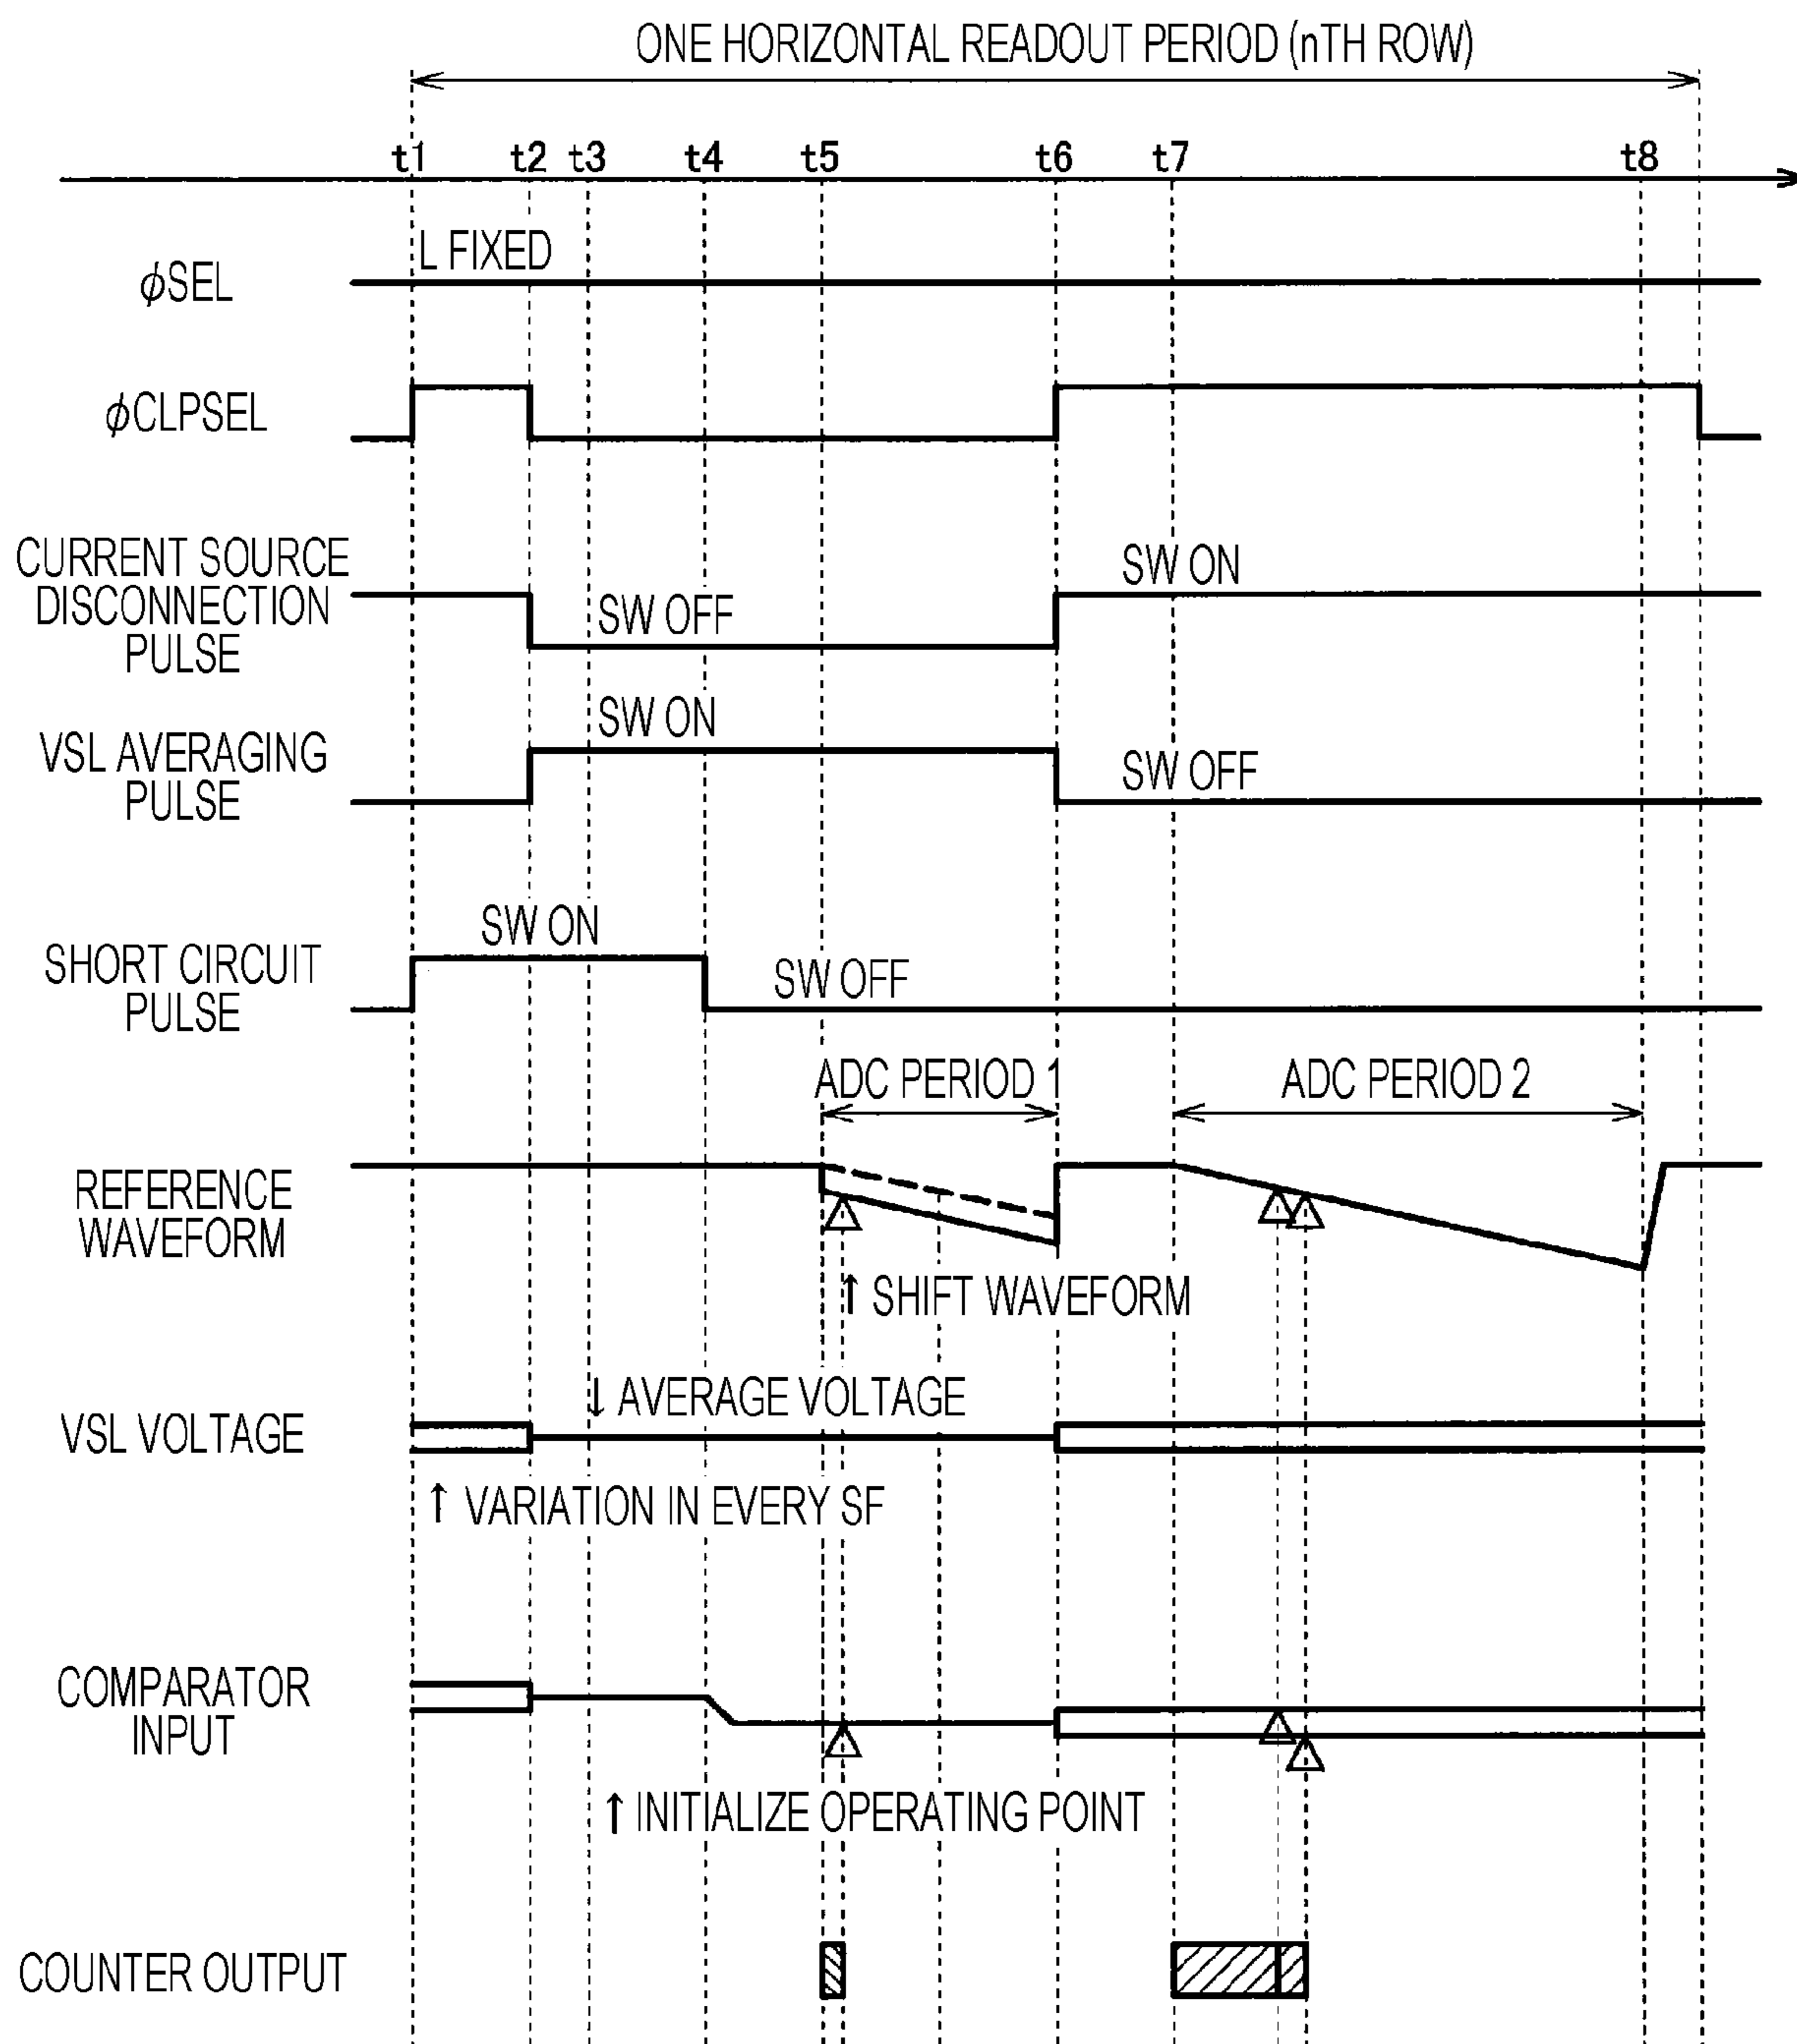 ONE HORIZONTAL READOUT PERIOD (nTH ROW)
t1 t2 t3 t4 t5 t6 t7 t8
L FIXED
ϕSEL
ϕCLPSEL
CURRENT SOURCE
DISCONNECTION
PULSE
SW OFF
SW ON
VSL AVERAGING
PULSE
SW ON
SW OFF
SHORT CIRCUIT
PULSE
SW ON
SW OFF
ADC PERIOD 1
ADC PERIOD 2
REFERENCE
WAVEFORM
↑ SHIFT WAVEFORM
↓ AVERAGE VOLTAGE
VSL VOLTAGE
↑ VARIATION IN EVERY SF
COMPARATOR
INPUT
↑ INITIALIZE OPERATING POINT
COUNTER OUTPUT